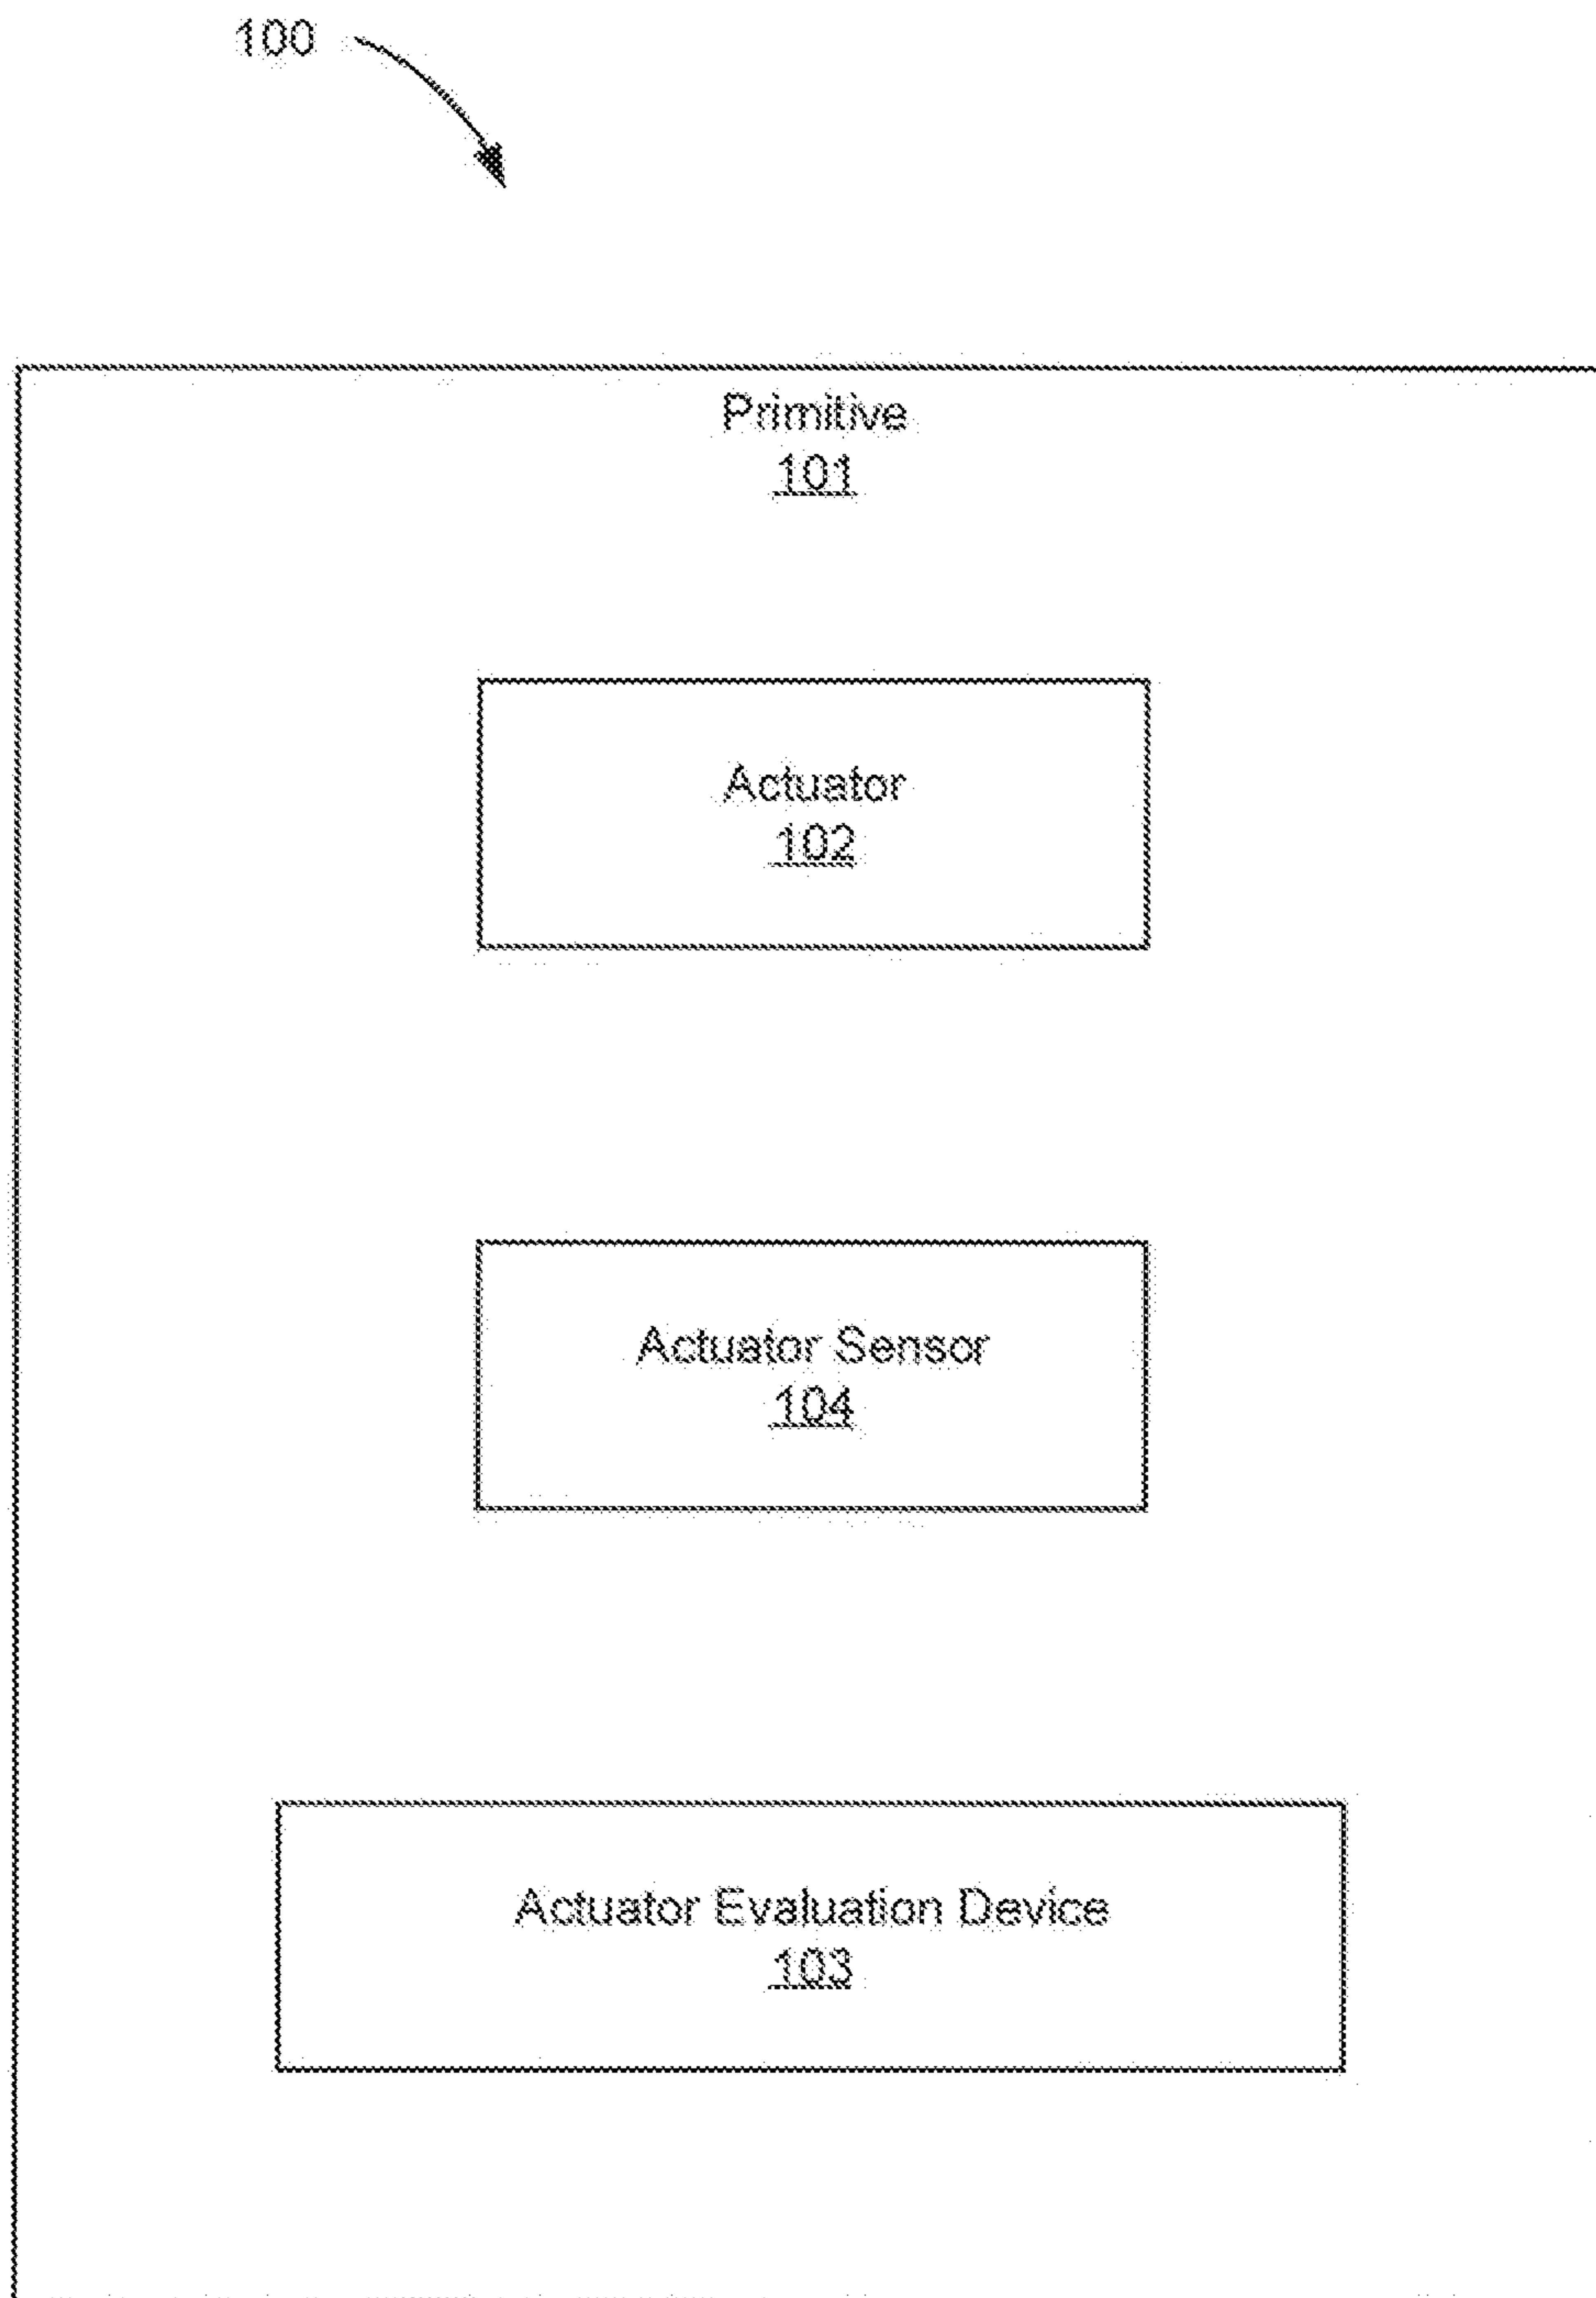 100
Primitive
101
Actuator
102
Actuator Sensor
104
Actuator Evaluation Device
103